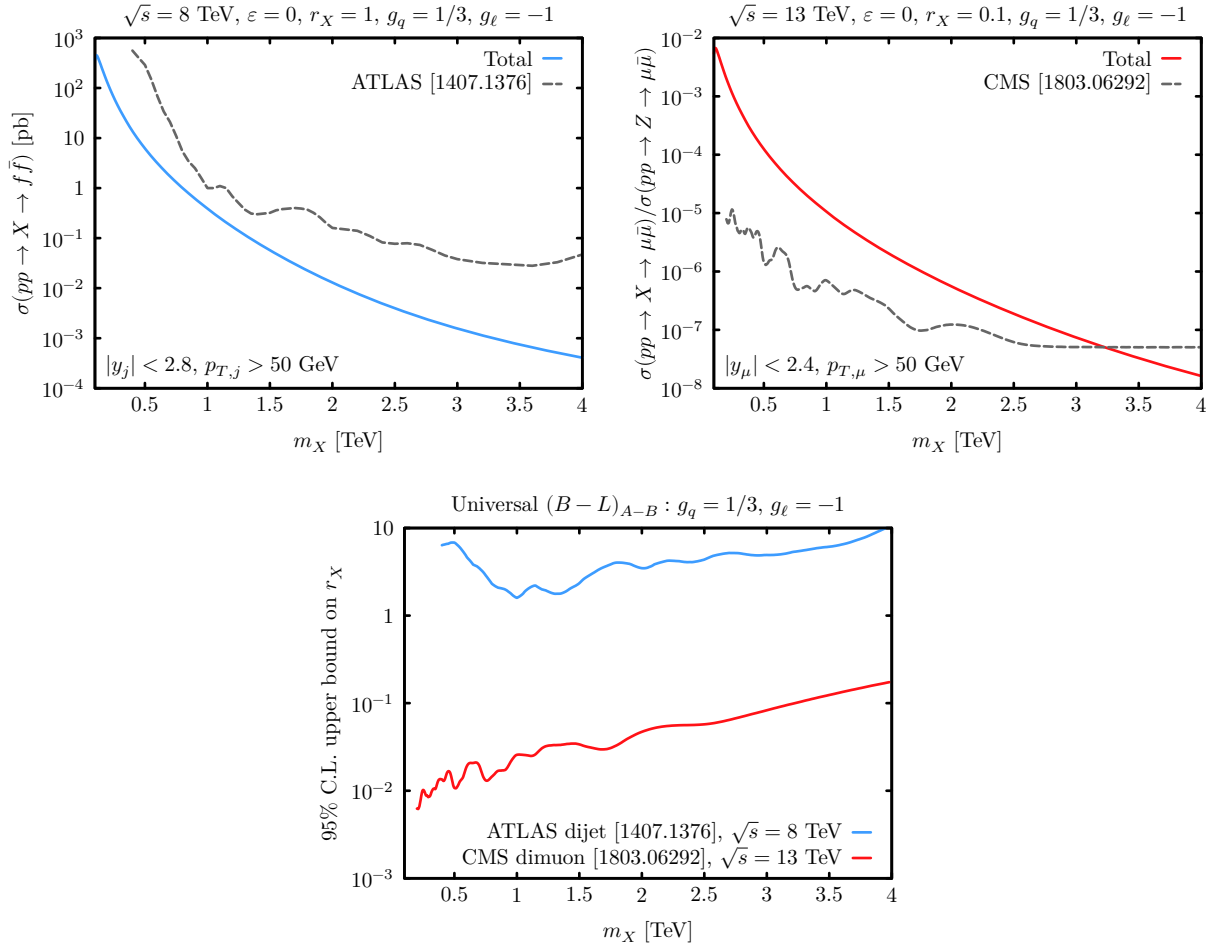 √s = 8 TeV, ε = 0, r_X = 1, g_q = 1/3, g_ℓ = −1
σ(pp → X → f f̄) [pb]
10³
10²
10
1
10⁻¹
10⁻²
10⁻³
10⁻⁴
Total
ATLAS [1407.1376]
|y_j| < 2.8, p_{T,j} > 50 GeV
0.5 1 1.5 2 2.5 3 3.5 4
m_X [TeV]
√s = 13 TeV, ε = 0, r_X = 0.1, g_q = 1/3, g_ℓ = −1
σ(pp → X → μμ̄)/σ(pp → Z → μμ̄)
10⁻²
10⁻³
10⁻⁴
10⁻⁵
10⁻⁶
10⁻⁷
10⁻⁸
Total
CMS [1803.06292]
|y_μ| < 2.4, p_{T,μ} > 50 GeV
0.5 1 1.5 2 2.5 3 3.5 4
m_X [TeV]
Universal (B − L)_{A−B} : g_q = 1/3, g_ℓ = −1
95% C.L. upper bound on r_X
10
1
10⁻¹
10⁻²
10⁻³
ATLAS dijet [1407.1376], √s = 8 TeV
CMS dimuon [1803.06292], √s = 13 TeV
0.5 1 1.5 2 2.5 3 3.5 4
m_X [TeV]